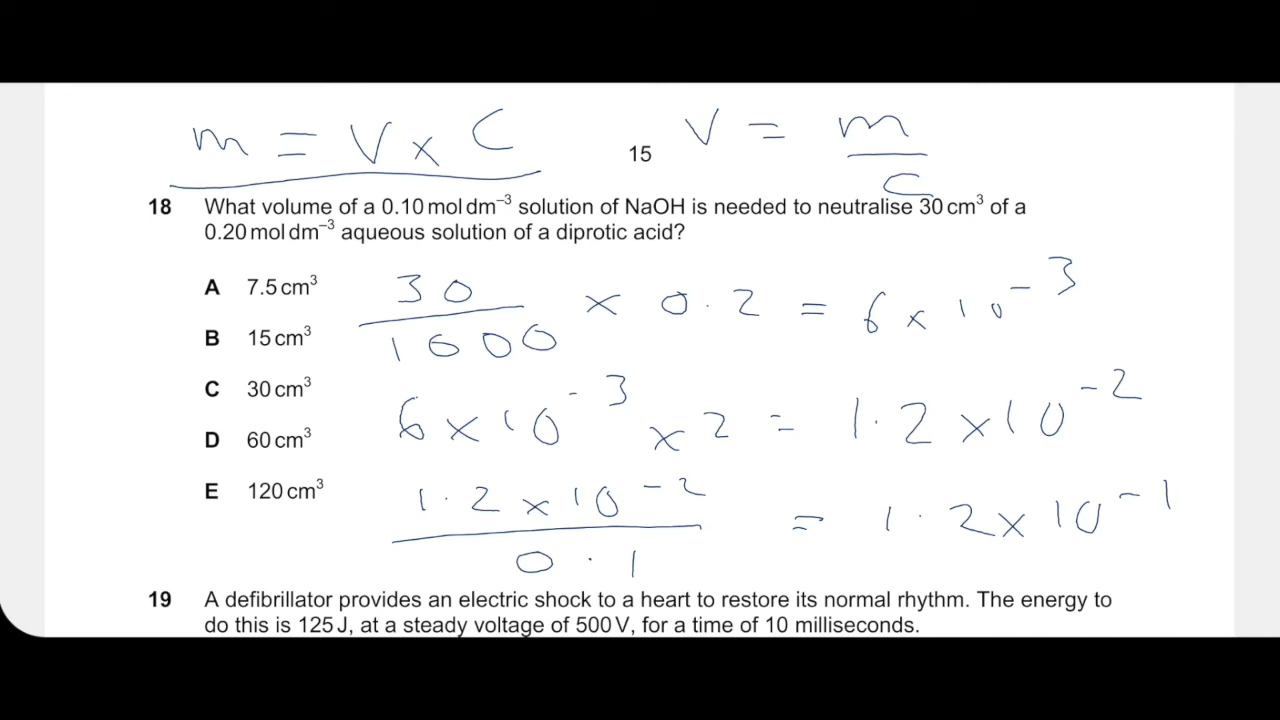 m = V x C
V = m / C
15
18 What volume of a 0.10 mol dm⁻³ solution of NaOH is needed to neutralise 30 cm³ of a
0.20 mol dm⁻³ aqueous solution of a diprotic acid?
A 7.5 cm³
30 / 1000 x 0.2 = 6 x 10⁻³
B 15 cm³
C 30 cm³
6 x 10⁻³ x 2 = 1.2 x 10⁻²
D 60 cm³
E 120 cm³
1.2 x 10⁻² / 0.1 = 1.2 x 10⁻¹
19 A defibrillator provides an electric shock to a heart to restore its normal rhythm. The energy to
do this is 125 J, at a steady voltage of 500 V, for a time of 10 milliseconds.